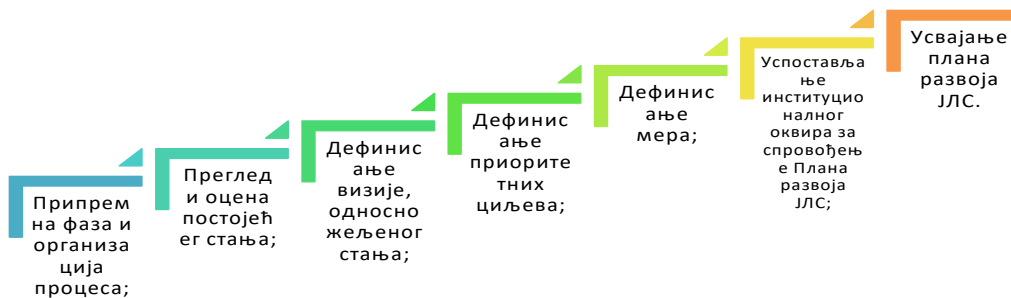 Припрем
на фаза и
организа
ција
процеса;
Преглед
и оцена
постојећ
ег стања;
Дефинис
ање
визије,
односно
жељеног
стања;
Дефинис
ање
приорите
тних
циљева;
Дефинис
ање
мера;
Успоставља
ње
институцио
налног
оквира за
спровођењ
е Плана
развоја
ЈЛС;
Усвајање
плана
развоја
ЈЛС.